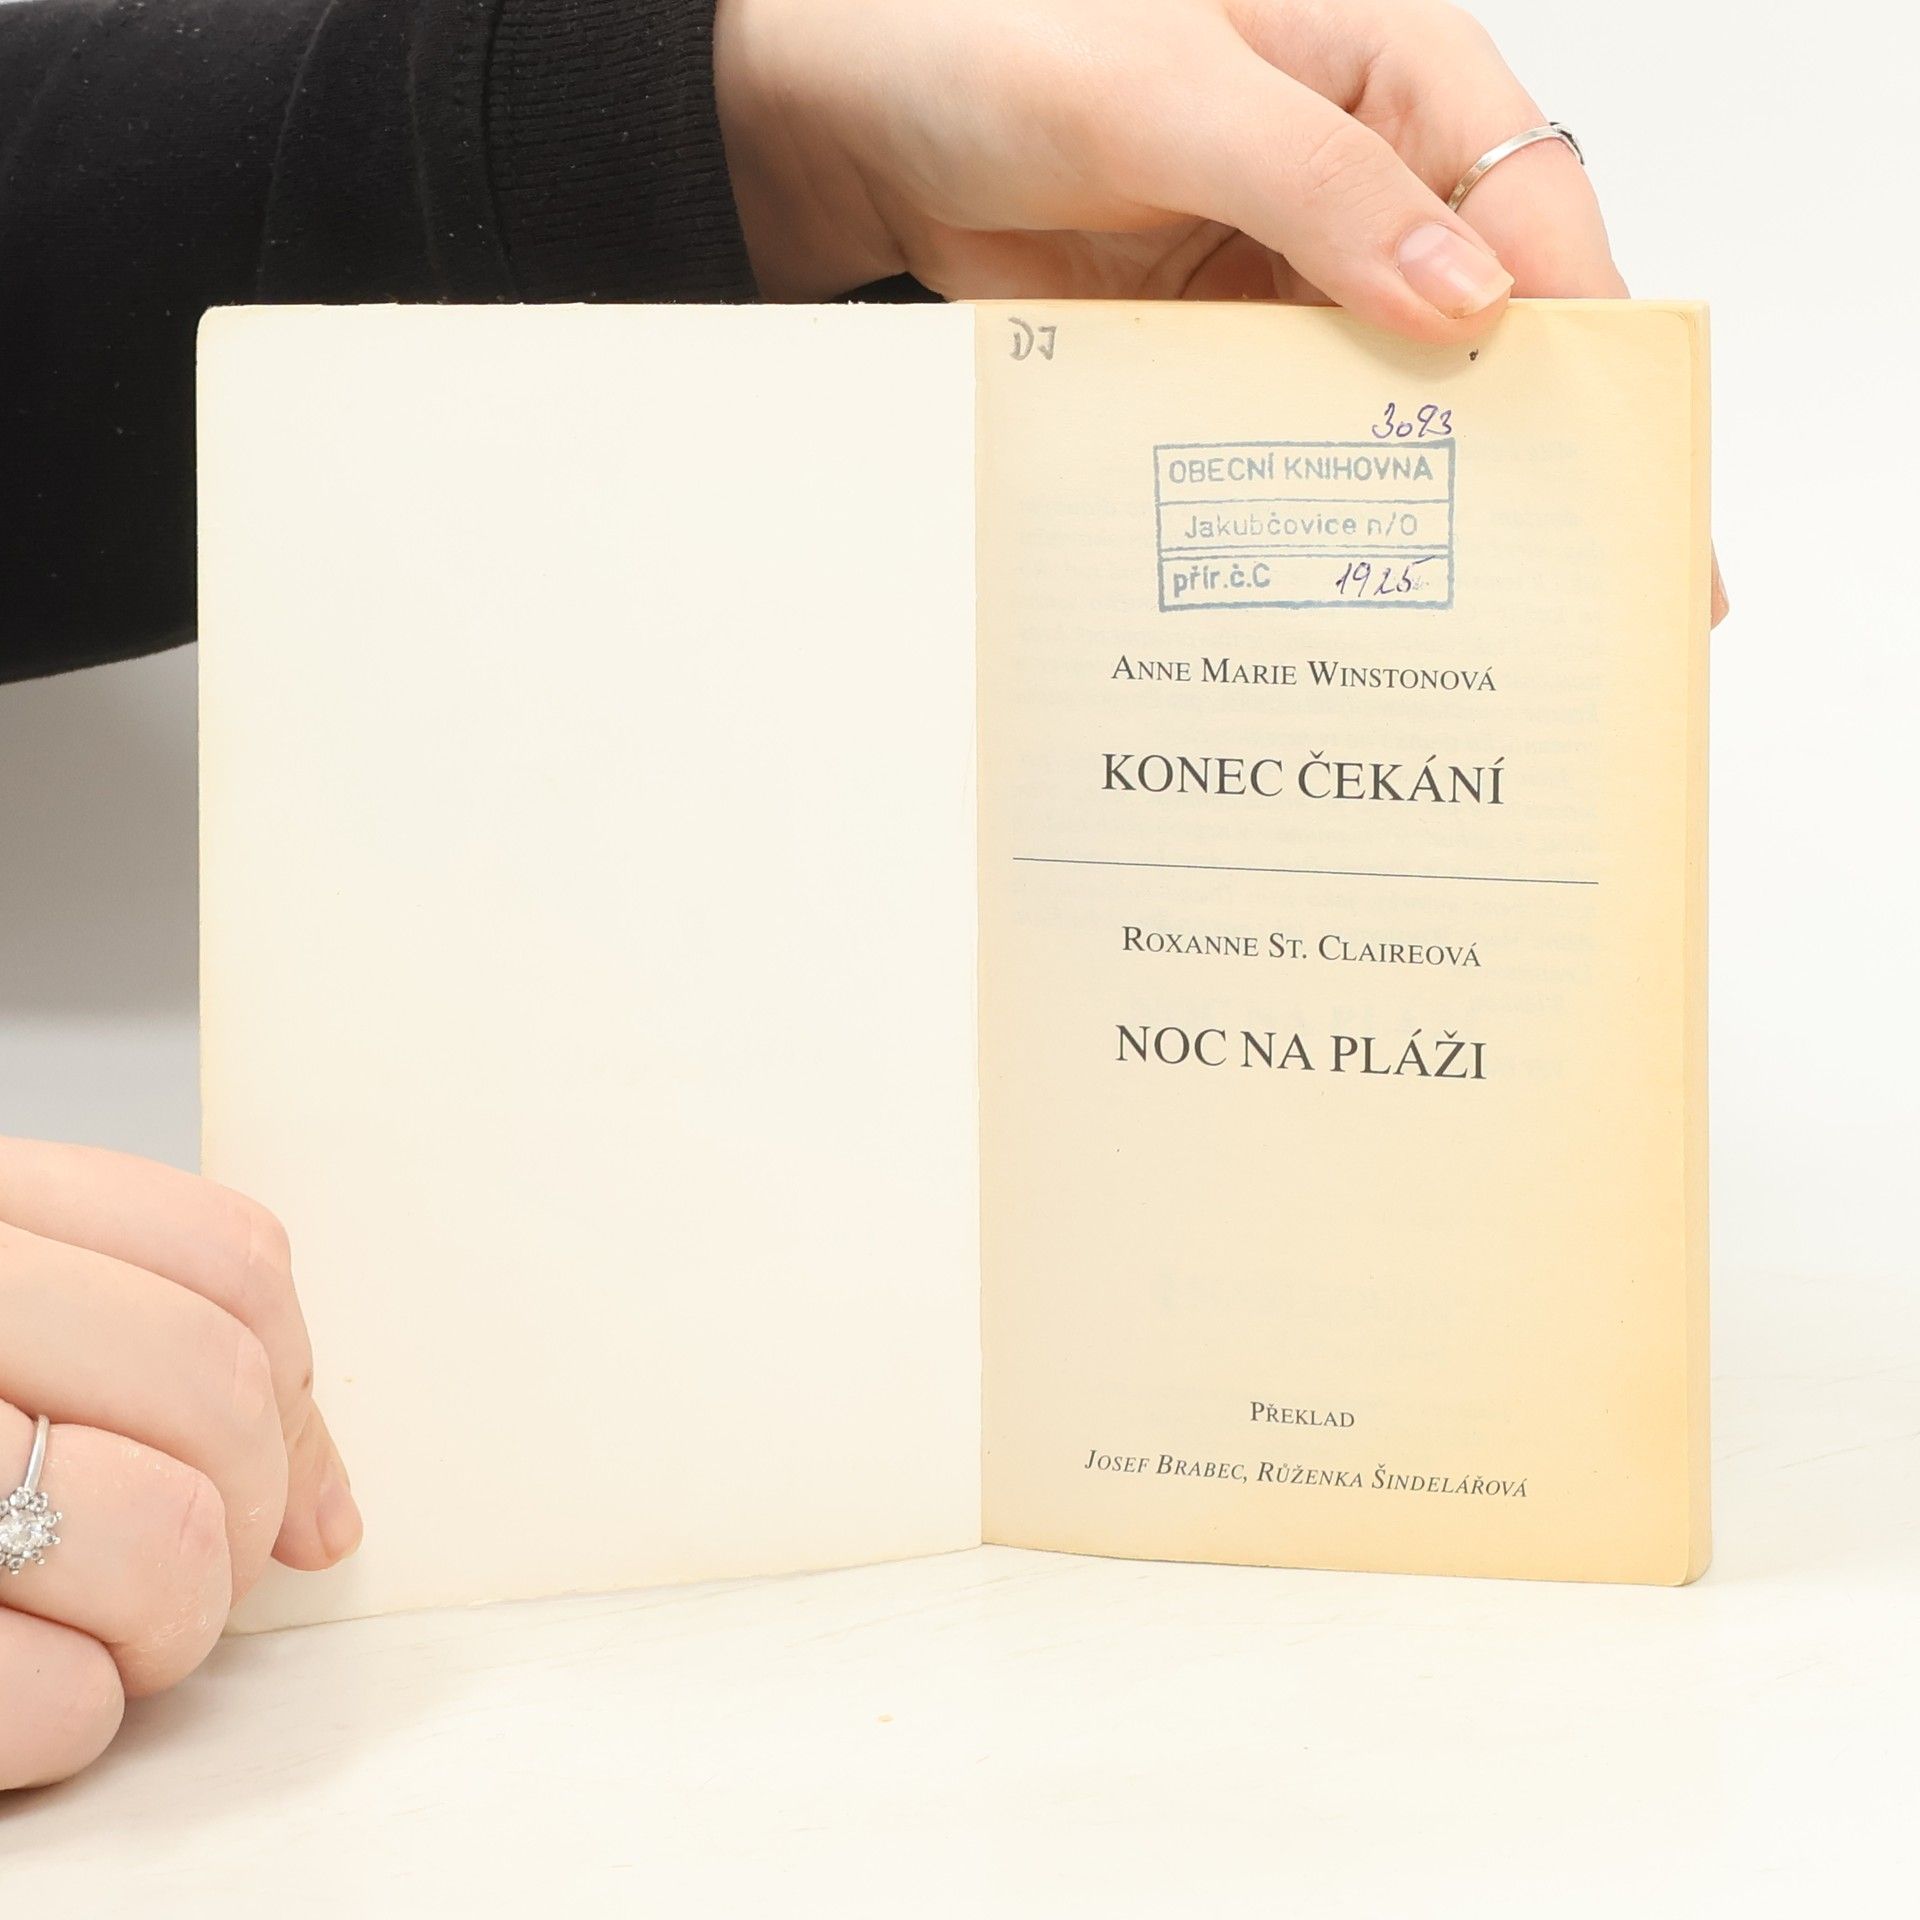 DJ
3093
OBECNÍ KNIHOVNA
Jakubčovice n/O
přír.č.C 1925
ANNE MARIE WINSTONOVÁ
KONEC ČEKÁNÍ
ROXANNE ST. CLAIREOVÁ
NOC NA PLÁŽI
PŘEKLAD
JOSEF BRABEC, RŮŽENKA ŠINDELÁŘOVÁ